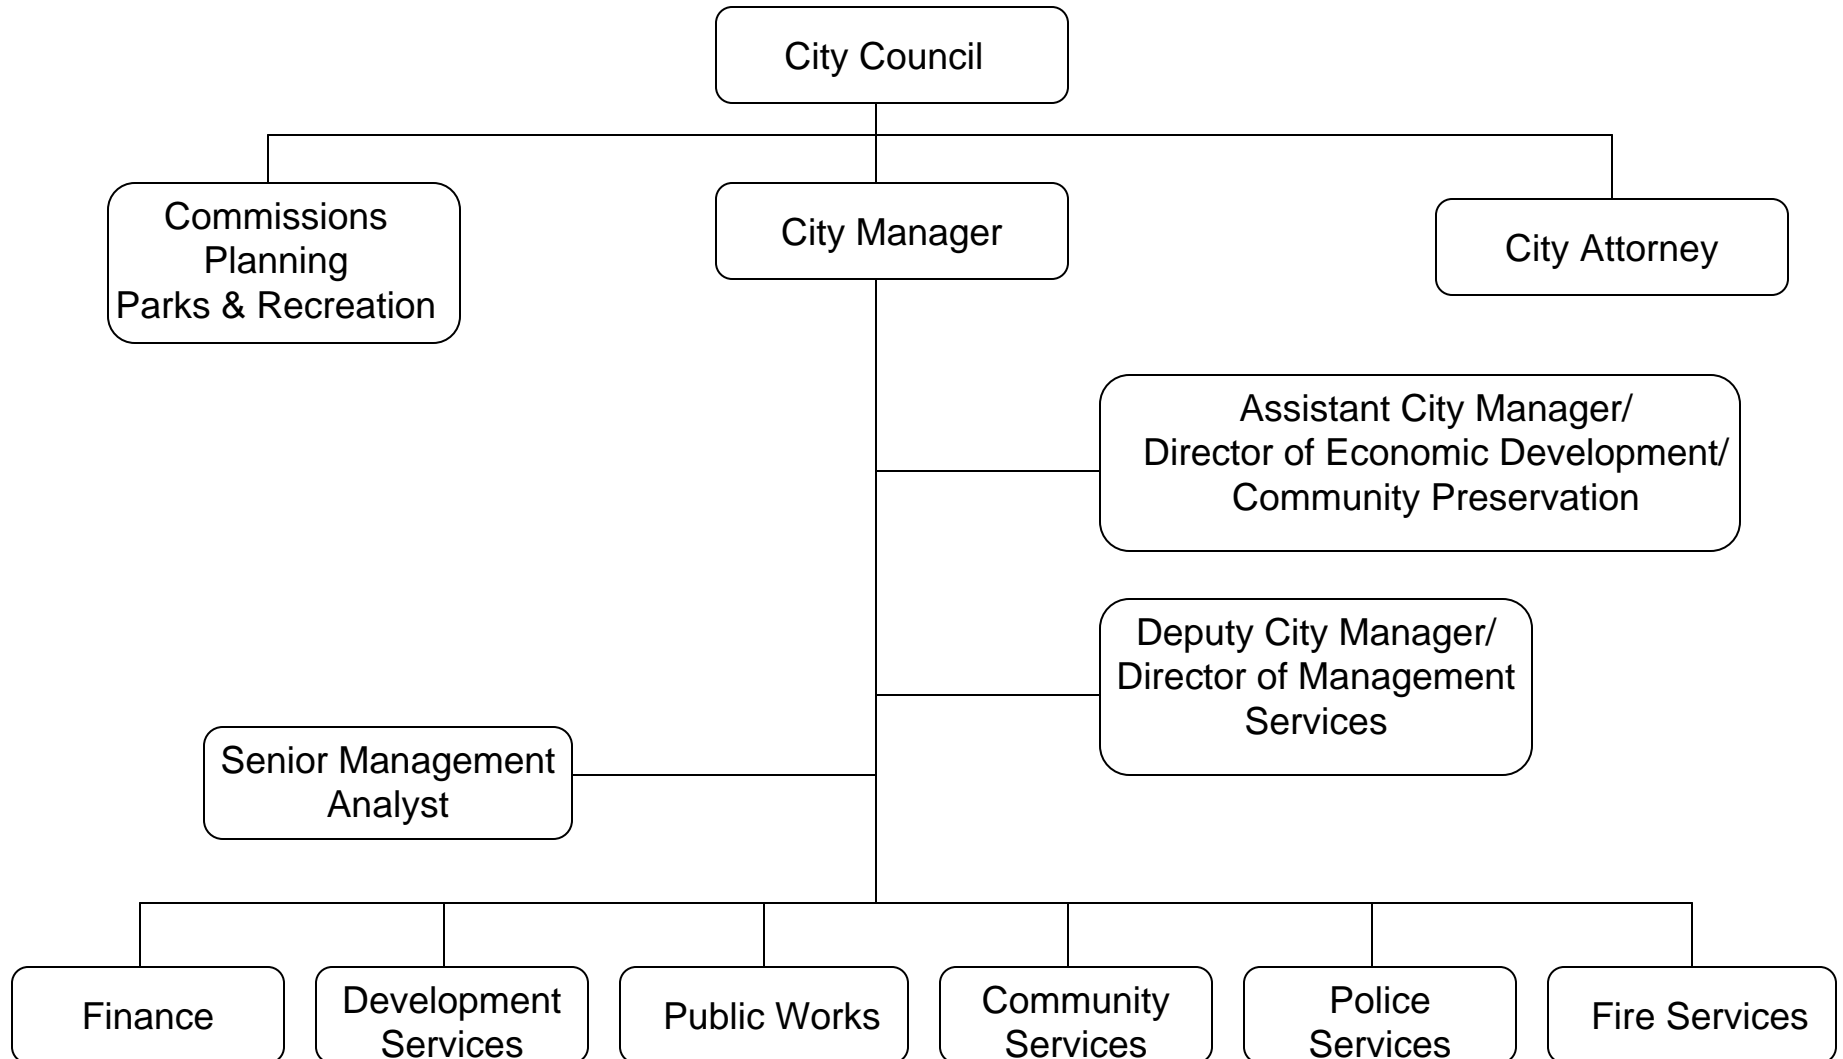 City Council
Commissions
Planning
Parks & Recreation
City Manager
City Attorney
Assistant City Manager/
Director of Economic Development/
Community Preservation
Deputy City Manager/
Director of Management
Services
Senior Management
Analyst
Finance
Development
Services
Public Works
Community
Services
Police
Services
Fire Services